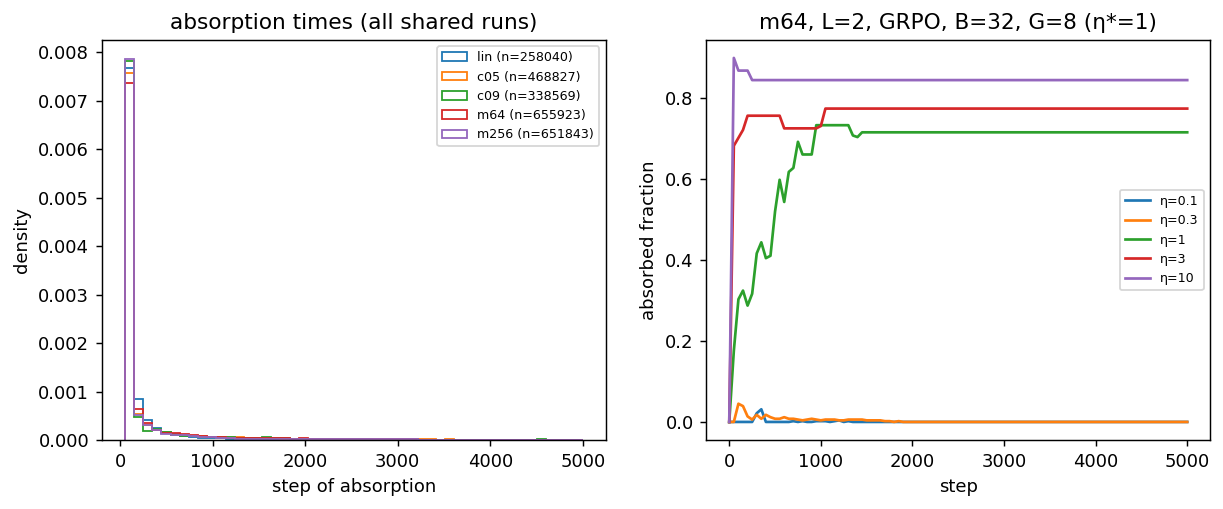 absorption times (all shared runs)
density
0.008
0.007
0.006
0.005
0.004
0.003
0.002
0.001
0.000
0 1000 2000 3000 4000 5000
step of absorption
lin (n=258040)
c05 (n=468827)
c09 (n=338569)
m64 (n=655923)
m256 (n=651843)
m64, L=2, GRPO, B=32, G=8 (η*=1)
absorbed fraction
0.8
0.6
0.4
0.2
0.0
0 1000 2000 3000 4000 5000
step
η=0.1
η=0.3
η=1
η=3
η=10